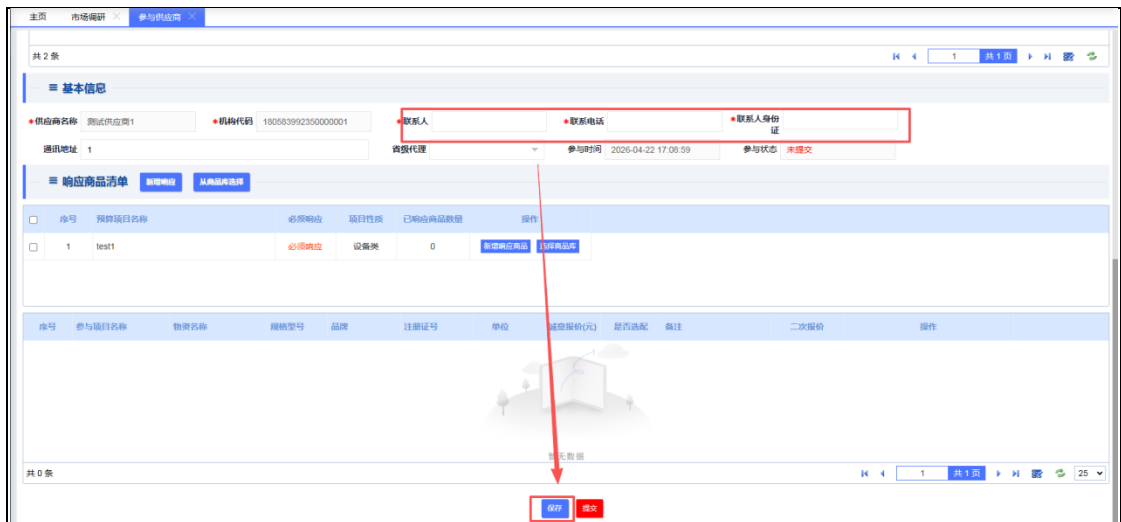 主页 市场调研 参与供应商
共 2 条 1 共 1 页
基本信息
*供应商名称 测试供应商1 *机构代码 180583992350000001 *联系人 *联系电话 *联系人身份证
通讯地址 1 省级代理 参与时间 2026-04-22 17:08:59 参与状态 未提交
响应商品清单 新增响应 从商品库选择
序号 预算项目名称 必须响应 项目性质 已响应商品数量 操作
1 test1 必须响应 设备类 0 新增响应商品 选择商品库
序号 参与项目名称 物资名称 规格型号 品牌 注册证号 单位 诚意报价(元) 是否选配 备注 二次报价 操作
暂无数据
共 0 条 1 共 1 页 25
保存 提交